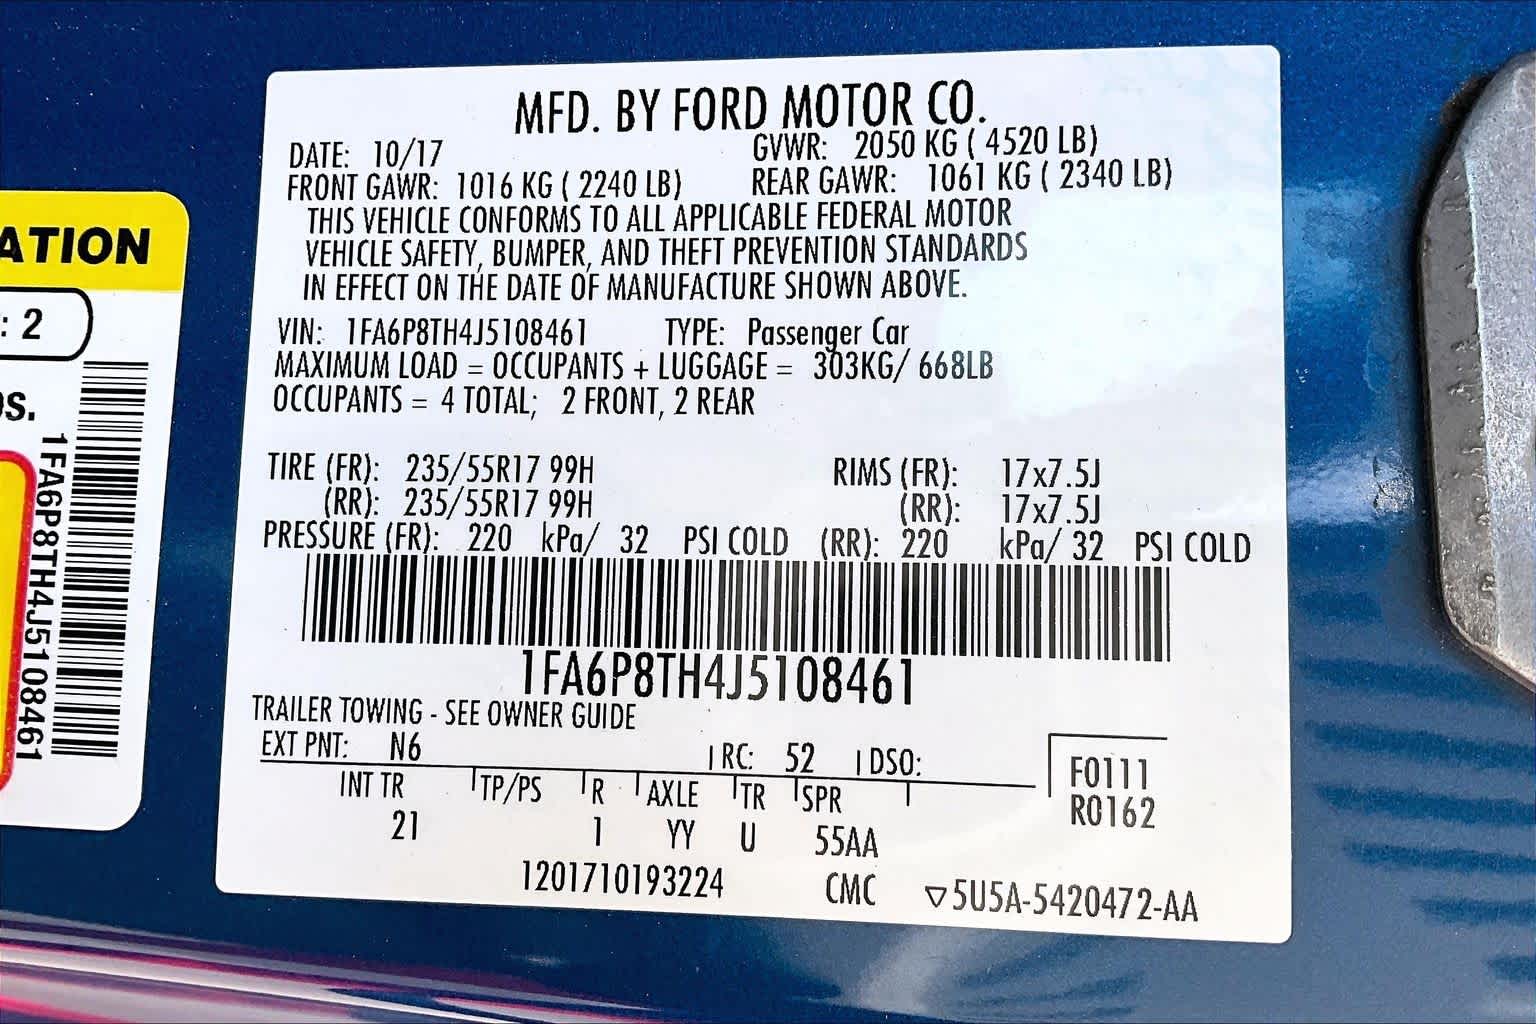 MFD. BY FORD MOTOR CO.
DATE: 10/17 GVWR: 2050 KG ( 4520 LB)
FRONT GAWR: 1016 KG ( 2240 LB) REAR GAWR: 1061 KG ( 2340 LB)
THIS VEHICLE CONFORMS TO ALL APPLICABLE FEDERAL MOTOR
VEHICLE SAFETY, BUMPER, AND THEFT PREVENTION STANDARDS
IN EFFECT ON THE DATE OF MANUFACTURE SHOWN ABOVE.
VIN: 1FA6P8TH4J5108461 TYPE: Passenger Car
MAXIMUM LOAD = OCCUPANTS + LUGGAGE = 303KG/ 668LB
OCCUPANTS = 4 TOTAL; 2 FRONT, 2 REAR
TIRE (FR): 235/55R17 99H RIMS (FR): 17x7.5J
(RR): 235/55R17 99H (RR): 17x7.5J
PRESSURE (FR): 220 kPa/ 32 PSI COLD (RR): 220 kPa/ 32 PSI COLD
1FA6P8TH4J5108461
TRAILER TOWING - SEE OWNER GUIDE
EXT PNT: N6 RC: 52 DSO:
INT TR TP/PS R AXLE TR SPR
21 1 YY U 55AA
F0111
R0162
1201710193224 CMC ▽5U5A-5420472-AA
ATION
: 2
os.
1FA6P8TH4J5108461